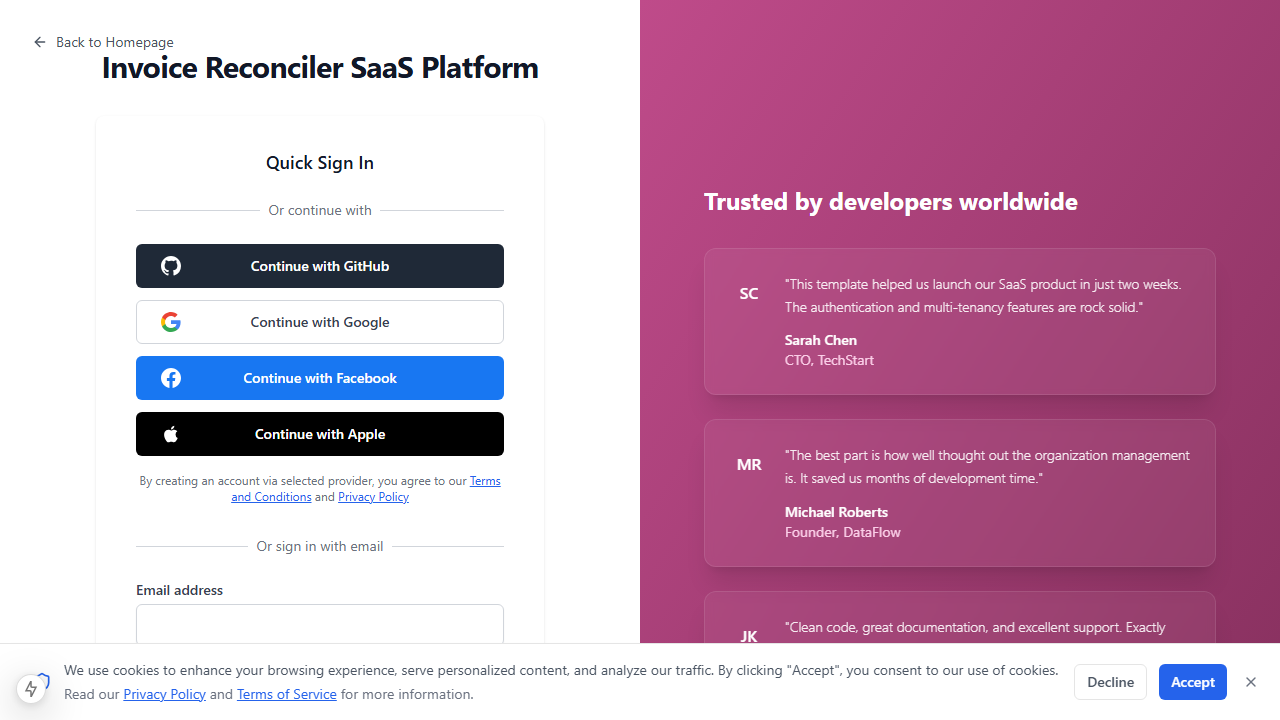 Back to Homepage
Invoice Reconciler SaaS Platform
Quick Sign In
Or continue with
Continue with GitHub
Continue with Google
Continue with Facebook
Continue with Apple
By creating an account via selected provider, you agree to our Terms
and Conditions and Privacy Policy
Or sign in with email
Email address
Trusted by developers worldwide
SC
"This template helped us launch our SaaS product in just two weeks.
The authentication and multi-tenancy features are rock solid."
Sarah Chen
CTO, TechStart
MR
"The best part is how well thought out the organization management
is. It saved us months of development time."
Michael Roberts
Founder, DataFlow
JK
"Clean code, great documentation, and excellent support. Exactly
We use cookies to enhance your browsing experience, serve personalized content, and analyze our traffic. By clicking "Accept", you consent to our use of cookies.
Read our Privacy Policy and Terms of Service for more information.
Decline
Accept